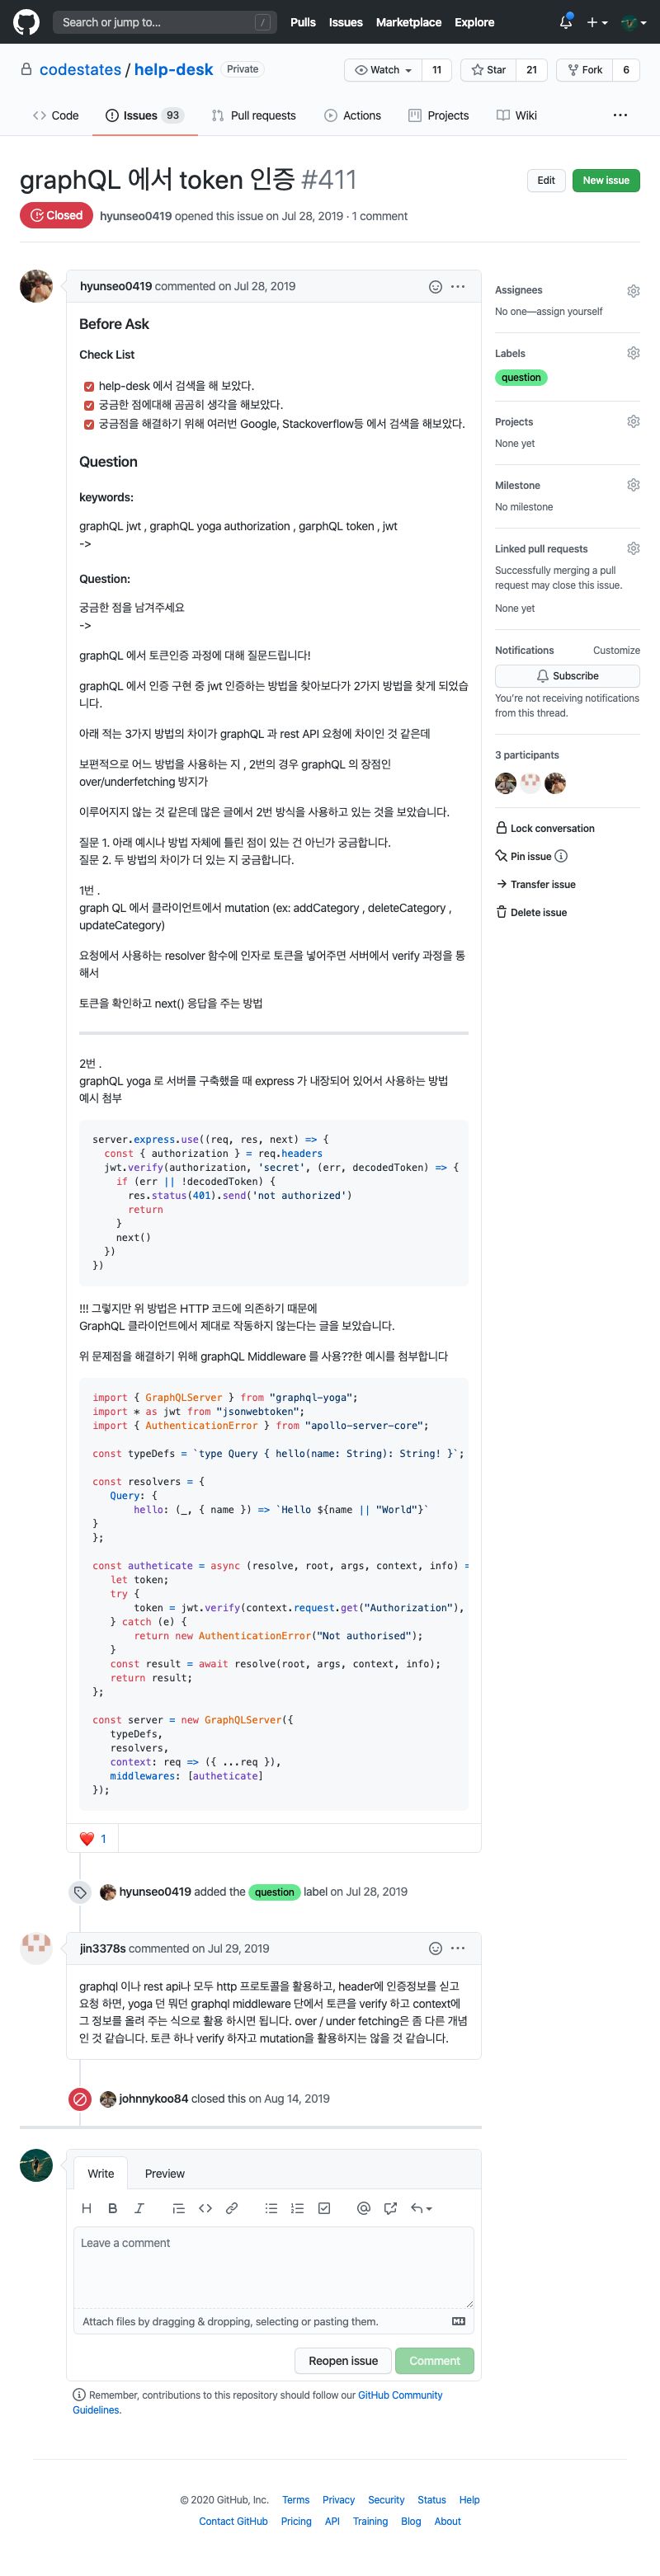 Search or jump to... /
Pulls Issues Marketplace Explore
codestates / help-desk Private
Watch 11 Star 21 Fork 6
Code Issues 93 Pull requests Actions Projects Wiki ...
graphQL 에서 token 인증 #411
Edit New issue
Closed hyunseo0419 opened this issue on Jul 28, 2019 · 1 comment
hyunseo0419 commented on Jul 28, 2019
Before Ask
Check List
help-desk 에서 검색을 해 보았다.
궁금한 점에대해 곰곰히 생각을 해보았다.
궁금점을 해결하기 위해 여러번 Google, Stackoverflow등 에서 검색을 해보았다.
Question
keywords:
graphQL jwt , graphQL yoga authorization , garphQL token , jwt
->
Question:
궁금한 점을 남겨주세요
->
graphQL 에서 토큰인증 과정에 대해 질문드립니다!
graphQL 에서 인증 구현 중 jwt 인증하는 방법을 찾아보다가 2가지 방법을 찾게 되었습
니다.
아래 적는 3가지 방법의 차이가 graphQL 과 rest API 요청에 차이인 것 같은데
보편적으로 어느 방법을 사용하는 지 , 2번의 경우 graphQL 의 장점인
over/underfetching 방지가
이루어지지 않는 것 같은데 많은 글에서 2번 방식을 사용하고 있는 것을 보았습니다.
질문 1. 아래 예시나 방법 자체에 틀린 점이 있는 건 아닌가 궁금합니다.
질문 2. 두 방법의 차이가 더 있는 지 궁금합니다.
1번 .
graph QL 에서 클라이언트에서 mutation (ex: addCategory , deleteCategory ,
updateCategory)
요청에서 사용하는 resolver 함수에 인자로 토큰을 넣어주면 서버에서 verify 과정을 통
해서
토큰을 확인하고 next() 응답을 주는 방법
2번 .
graphQL yoga 로 서버를 구축했을 때 express 가 내장되어 있어서 사용하는 방법
예시 첨부
server.express.use((req, res, next) => {
const { authorization } = req.headers
jwt.verify(authorization, 'secret', (err, decodedToken) => {
if (err || !decodedToken) {
res.status(401).send('not authorized')
return
}
next()
})
})
!!! 그렇지만 위 방법은 HTTP 코드에 의존하기 때문에
GraphQL 클라이언트에서 제대로 작동하지 않는다는 글을 보았습니다.
위 문제점을 해결하기 위해 graphQL Middleware 를 사용??한 예시를 첨부합니다
import { GraphQLServer } from "graphql-yoga";
import * as jwt from "jsonwebtoken";
import { AuthenticationError } from "apollo-server-core";
const typeDefs = `type Query { hello(name: String): String! }`;
const resolvers = {
Query: {
hello: (_, { name }) => `Hello ${name || "World"}`
}
};
const autheticate = async (resolve, root, args, context, info) =
let token;
try {
token = jwt.verify(context.request.get("Authorization"),
} catch (e) {
return new AuthenticationError("Not authorised");
}
const result = await resolve(root, args, context, info);
return result;
};
const server = new GraphQLServer({
typeDefs,
resolvers,
context: req => ({ ...req }),
middlewares: [autheticate]
});
❤️ 1
hyunseo0419 added the question label on Jul 28, 2019
jin3378s commented on Jul 29, 2019
graphql 이나 rest api나 모두 http 프로토콜을 활용하고, header에 인증정보를 싣고
요청 하면, yoga 던 뭐던 graphql middleware 단에서 토큰을 verify 하고 context에
그 정보를 올려 주는 식으로 활용 하시면 됩니다. over / under fetching은 좀 다른 개념
인 것 같습니다. 토큰 하나 verify 하자고 mutation을 활용하지는 않을 것 같습니다.
johnnykoo84 closed this on Aug 14, 2019
Write Preview
H B I
Leave a comment
Attach files by dragging & dropping, selecting or pasting them.
Reopen issue Comment
Remember, contributions to this repository should follow our GitHub Community
Guidelines.
Assignees
No one—assign yourself
Labels
question
Projects
None yet
Milestone
No milestone
Linked pull requests
Successfully merging a pull
request may close this issue.
None yet
Notifications Customize
Subscribe
You're not receiving notifications
from this thread.
3 participants
Lock conversation
Pin issue
Transfer issue
Delete issue
© 2020 GitHub, Inc. Terms Privacy Security Status Help
Contact GitHub Pricing API Training Blog About